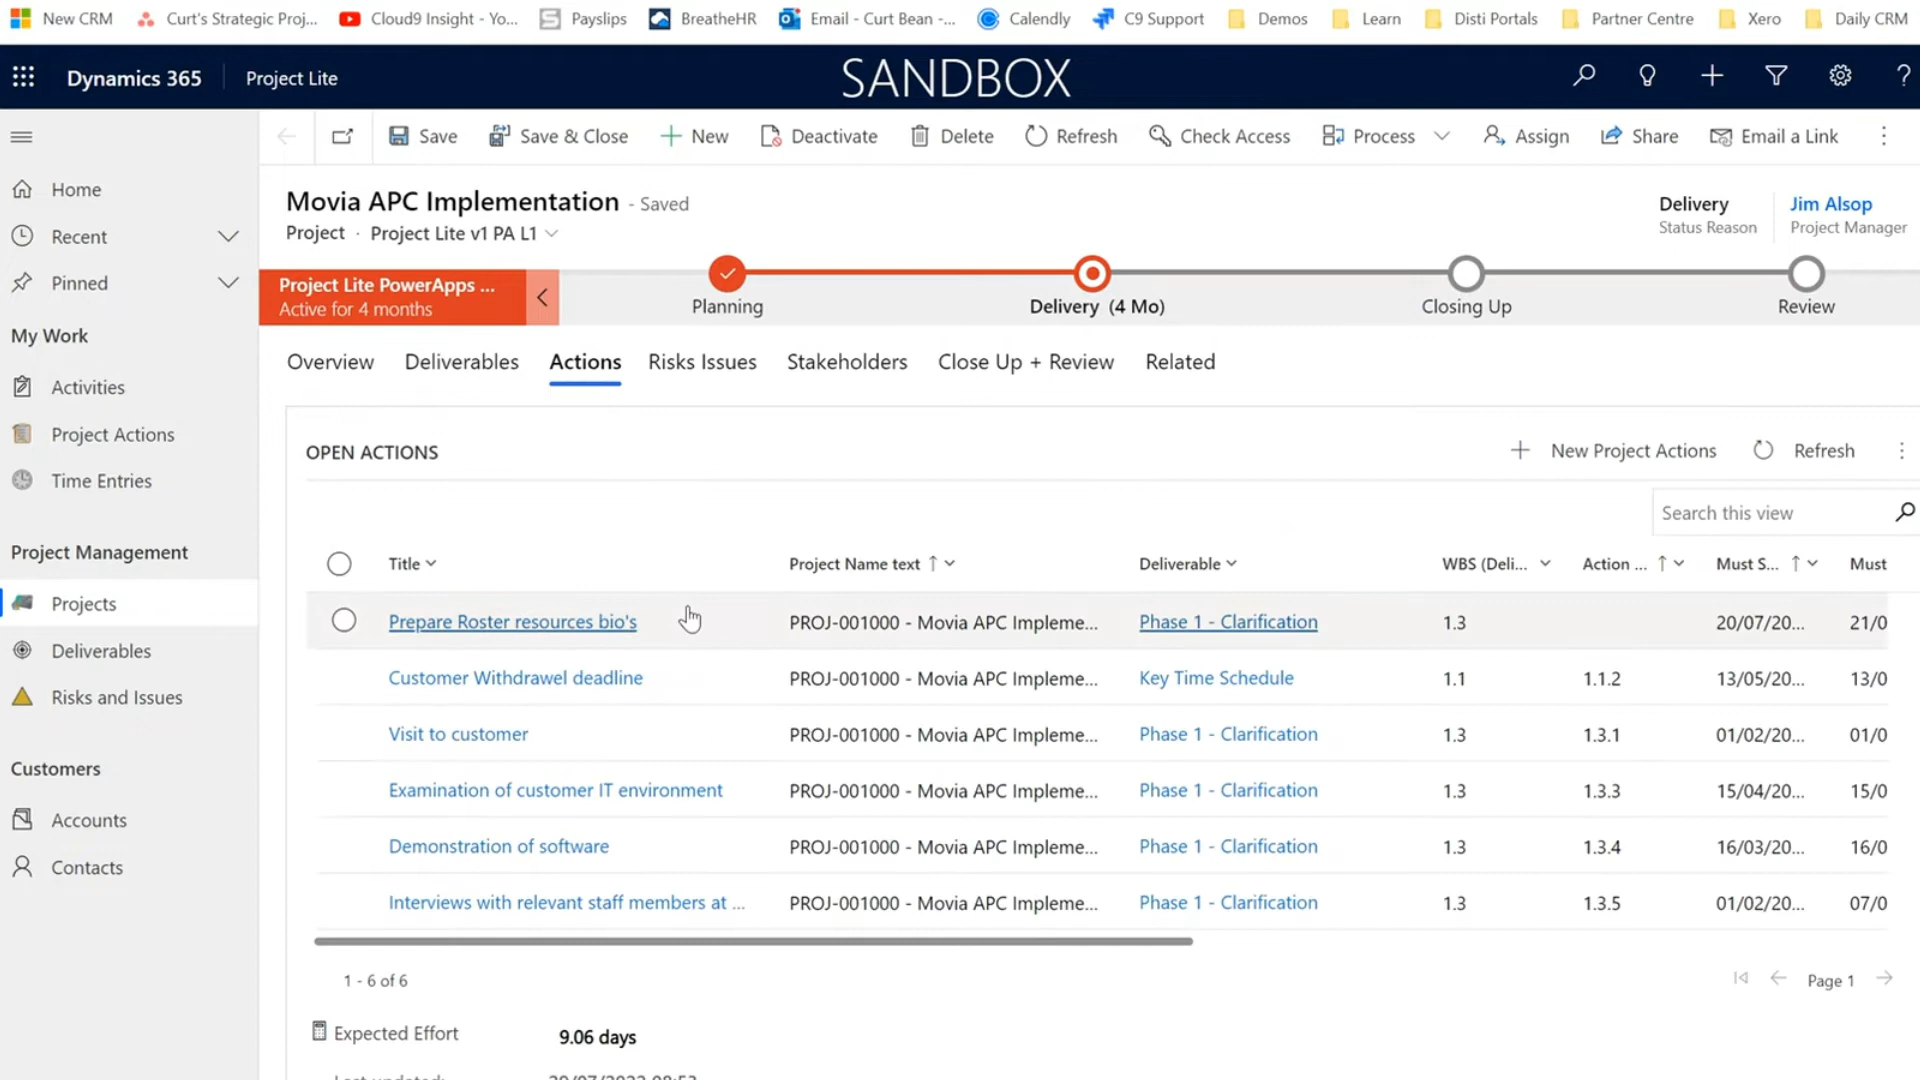 New CRM Curt's Strategic Proj... Cloud9 Insight - Yo... Payslips BreatheHR Email - Curt Bean -... Calendly C9 Support Demos Learn Disti Portals Partner Centre Xero Daily CRM
Dynamics 365 Project Lite SANDBOX
Save Save & Close New Deactivate Delete Refresh Check Access Process Assign Share Email a Link
Home
Recent
Pinned
My Work
Activities
Project Actions
Time Entries
Project Management
Projects
Deliverables
Risks and Issues
Customers
Accounts
Contacts
Movia APC Implementation - Saved
Project · Project Lite v1 PA L1
Delivery
Status Reason
Jim Alsop
Project Manager
Project Lite PowerApps ...
Active for 4 months
Planning Delivery (4 Mo) Closing Up Review
Overview Deliverables Actions Risks Issues Stakeholders Close Up + Review Related
OPEN ACTIONS New Project Actions Refresh
Search this view
Title Project Name text Deliverable WBS (Deli... Action ... Must S... Must
Prepare Roster resources bio's PROJ-001000 - Movia APC Impleme... Phase 1 - Clarification 1.3 20/07/20... 21/0
Customer Withdrawel deadline PROJ-001000 - Movia APC Impleme... Key Time Schedule 1.1 1.1.2 13/05/20... 13/0
Visit to customer PROJ-001000 - Movia APC Impleme... Phase 1 - Clarification 1.3 1.3.1 01/02/20... 01/0
Examination of customer IT environment PROJ-001000 - Movia APC Impleme... Phase 1 - Clarification 1.3 1.3.3 15/04/20... 15/0
Demonstration of software PROJ-001000 - Movia APC Impleme... Phase 1 - Clarification 1.3 1.3.4 16/03/20... 16/0
Interviews with relevant staff members at ... PROJ-001000 - Movia APC Impleme... Phase 1 - Clarification 1.3 1.3.5 01/02/20... 07/0
1 - 6 of 6 Page 1
Expected Effort 9.06 days
Last updated: